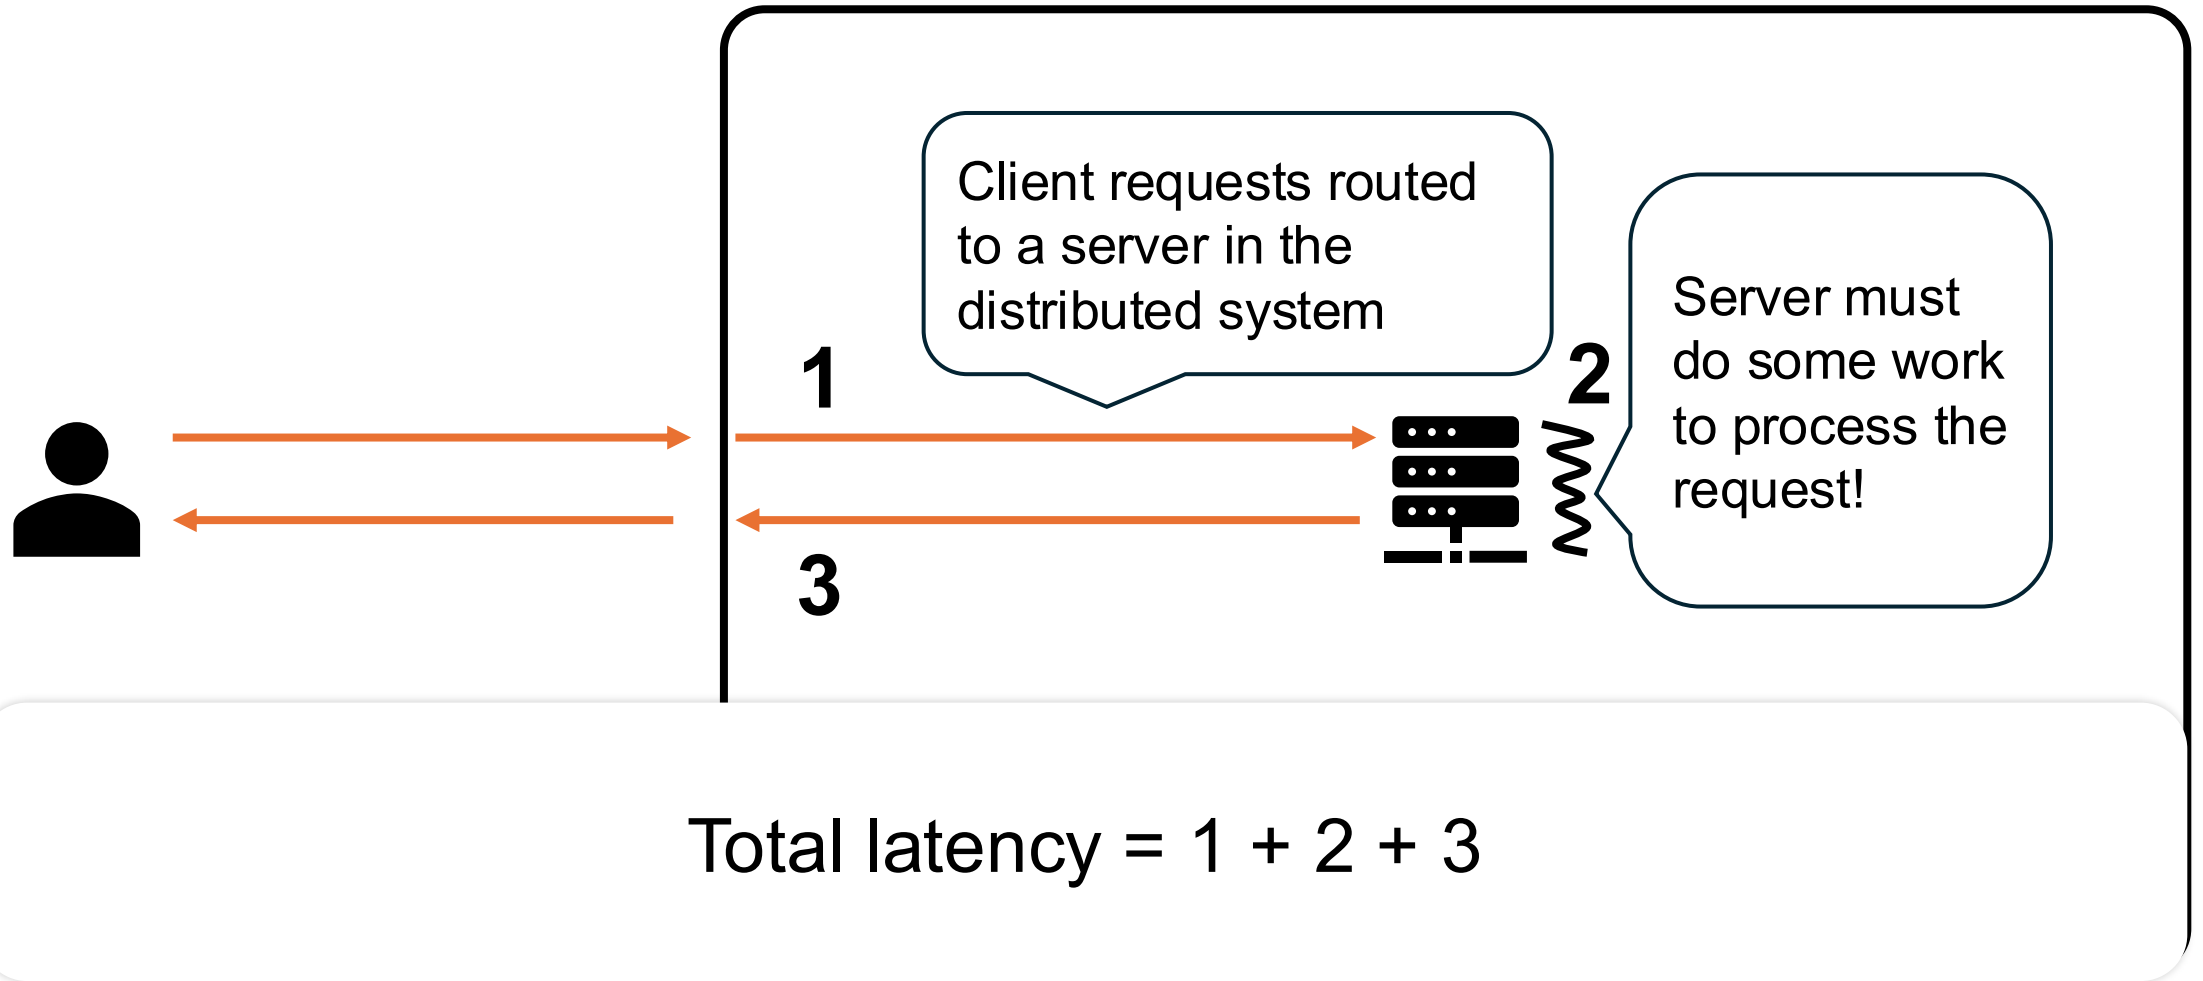 Client requests routed
to a server in the
distributed system
1
2
Server must
do some work
to process the
request!
3
Total latency = 1 + 2 + 3